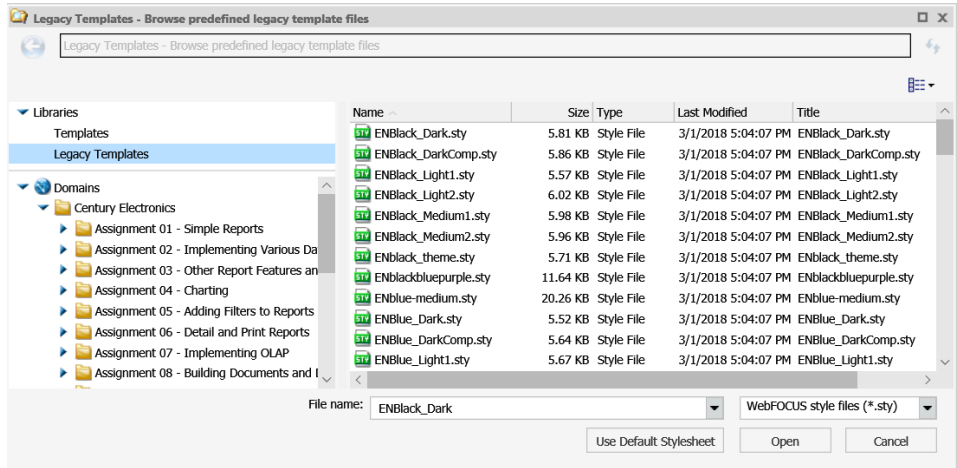 Legacy Templates - Browse predefined legacy template files
Legacy Templates - Browse predefined legacy template files
Libraries
Templates
Legacy Templates
Domains
Century Electronics
Assignment 01 - Simple Reports
Assignment 02 - Implementing Various Da
Assignment 03 - Other Report Features an
Assignment 04 - Charting
Assignment 05 - Adding Filters to Reports
Assignment 06 - Detail and Print Reports
Assignment 07 - Implementing OLAP
Assignment 08 - Building Documents and
Name Size Type Last Modified Title
STY ENBlack_Dark.sty 5.81 KB Style File 3/1/2018 5:04:07 PM ENBlack_Dark.sty
STY ENBlack_DarkComp.sty 5.86 KB Style File 3/1/2018 5:04:07 PM ENBlack_DarkComp.sty
STY ENBlack_Light1.sty 5.57 KB Style File 3/1/2018 5:04:07 PM ENBlack_Light1.sty
STY ENBlack_Light2.sty 6.02 KB Style File 3/1/2018 5:04:07 PM ENBlack_Light2.sty
STY ENBlack_Medium1.sty 5.98 KB Style File 3/1/2018 5:04:07 PM ENBlack_Medium1.sty
STY ENBlack_Medium2.sty 5.96 KB Style File 3/1/2018 5:04:07 PM ENBlack_Medium2.sty
STY ENblack_theme.sty 5.71 KB Style File 3/1/2018 5:04:07 PM ENBlack_theme.sty
STY ENblackbluepurple.sty 11.64 KB Style File 3/1/2018 5:04:07 PM ENblackbluepurple.sty
STY ENblue-medium.sty 20.26 KB Style File 3/1/2018 5:04:07 PM ENblue-medium.sty
STY ENBlue_Dark.sty 5.52 KB Style File 3/1/2018 5:04:07 PM ENBlue_Dark.sty
STY ENBlue_DarkComp.sty 5.64 KB Style File 3/1/2018 5:04:07 PM ENBlue_DarkComp.sty
STY ENBlue_Light1.sty 5.67 KB Style File 3/1/2018 5:04:07 PM ENBlue_Light1.sty
File name: ENBlack_Dark WebFOCUS style files (*.sty)
Use Default Stylesheet Open Cancel